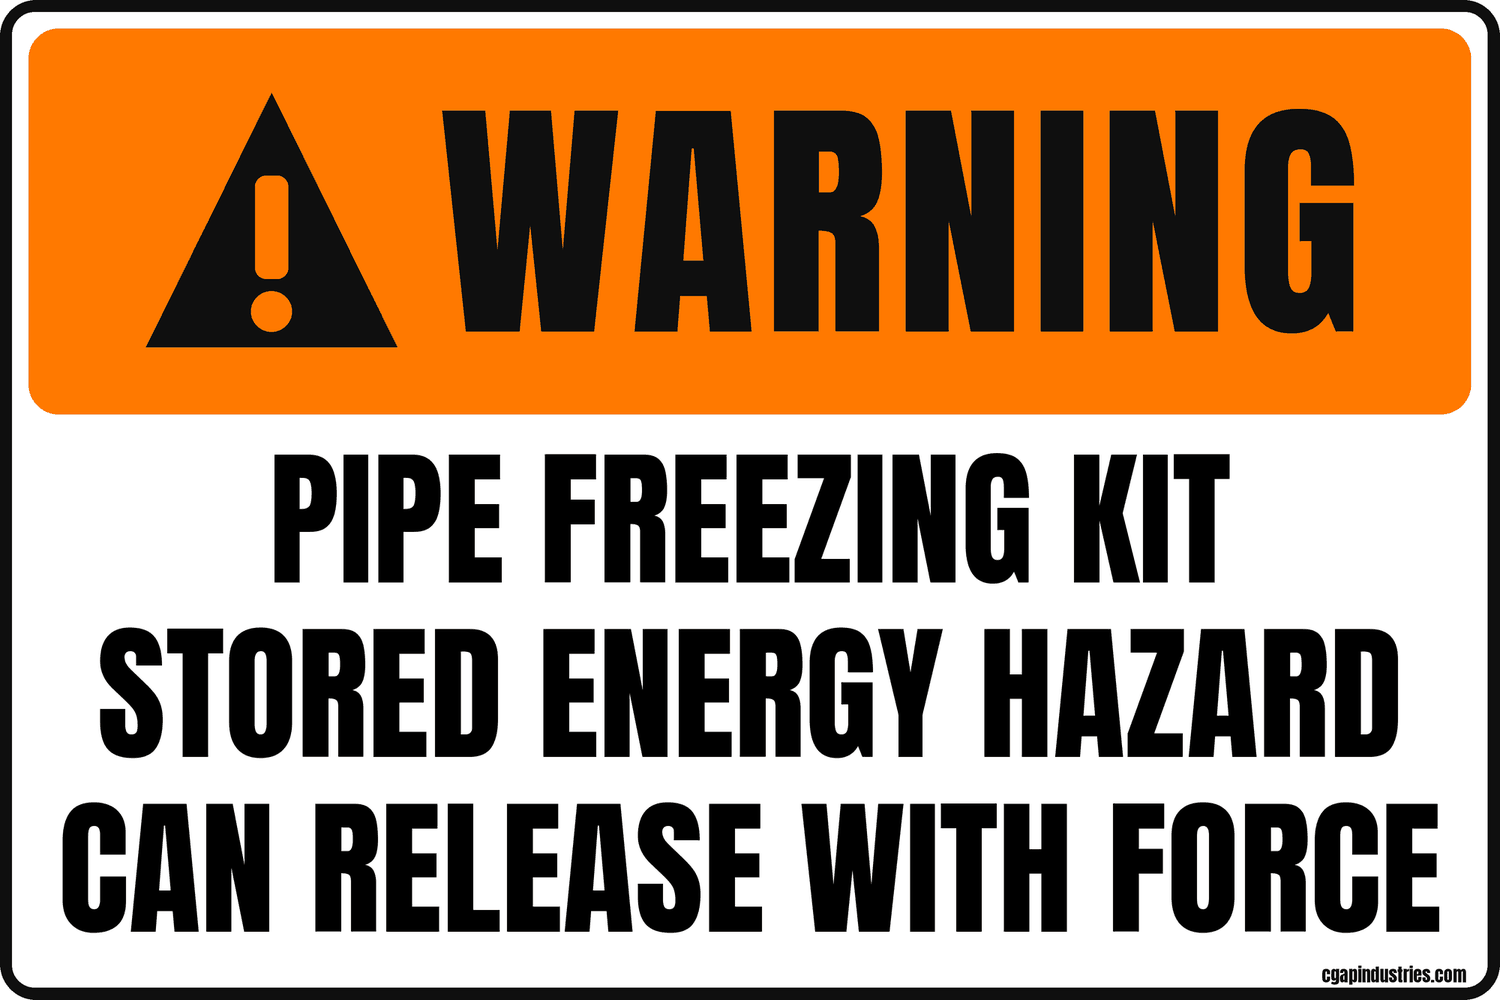 WARNING
PIPE FREEZING KIT
STORED ENERGY HAZARD
CAN RELEASE WITH FORCE
cgapindustries.com